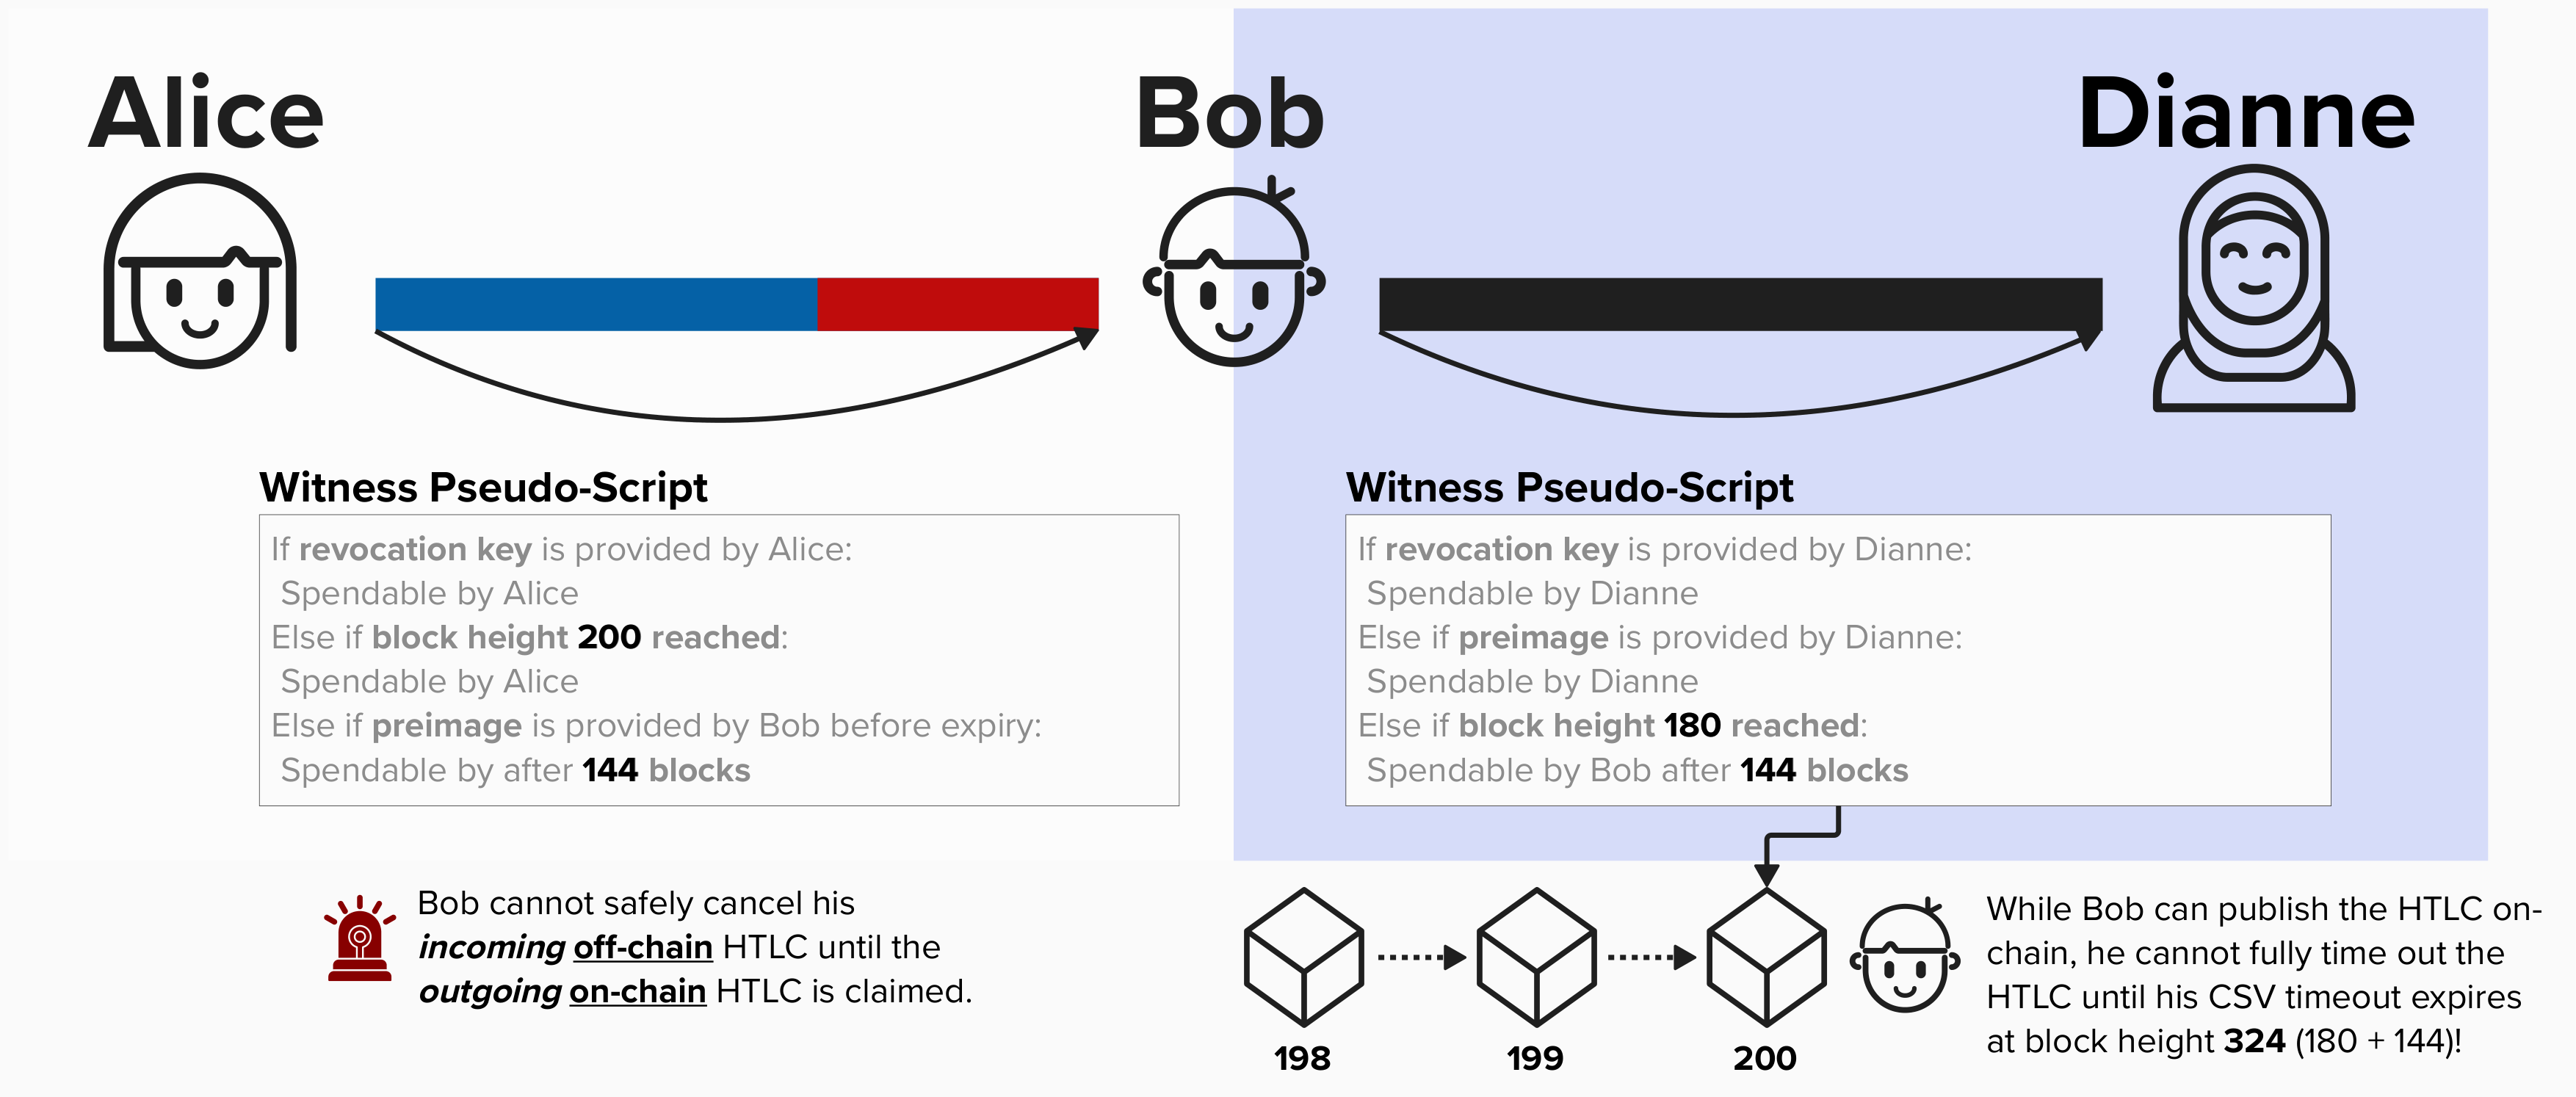 Alice
Bob
Dianne
Witness Pseudo-Script
If revocation key is provided by Alice:
Spendable by Alice
Else if block height 200 reached:
Spendable by Alice
Else if preimage is provided by Bob before expiry:
Spendable by after 144 blocks
Witness Pseudo-Script
If revocation key is provided by Dianne:
Spendable by Dianne
Else if preimage is provided by Dianne:
Spendable by Dianne
Else if block height 180 reached:
Spendable by Bob after 144 blocks
Bob cannot safely cancel his
incoming off-chain HTLC until the
outgoing on-chain HTLC is claimed.
198
199
200
While Bob can publish the HTLC on-
chain, he cannot fully time out the
HTLC until his CSV timeout expires
at block height 324 (180 + 144)!